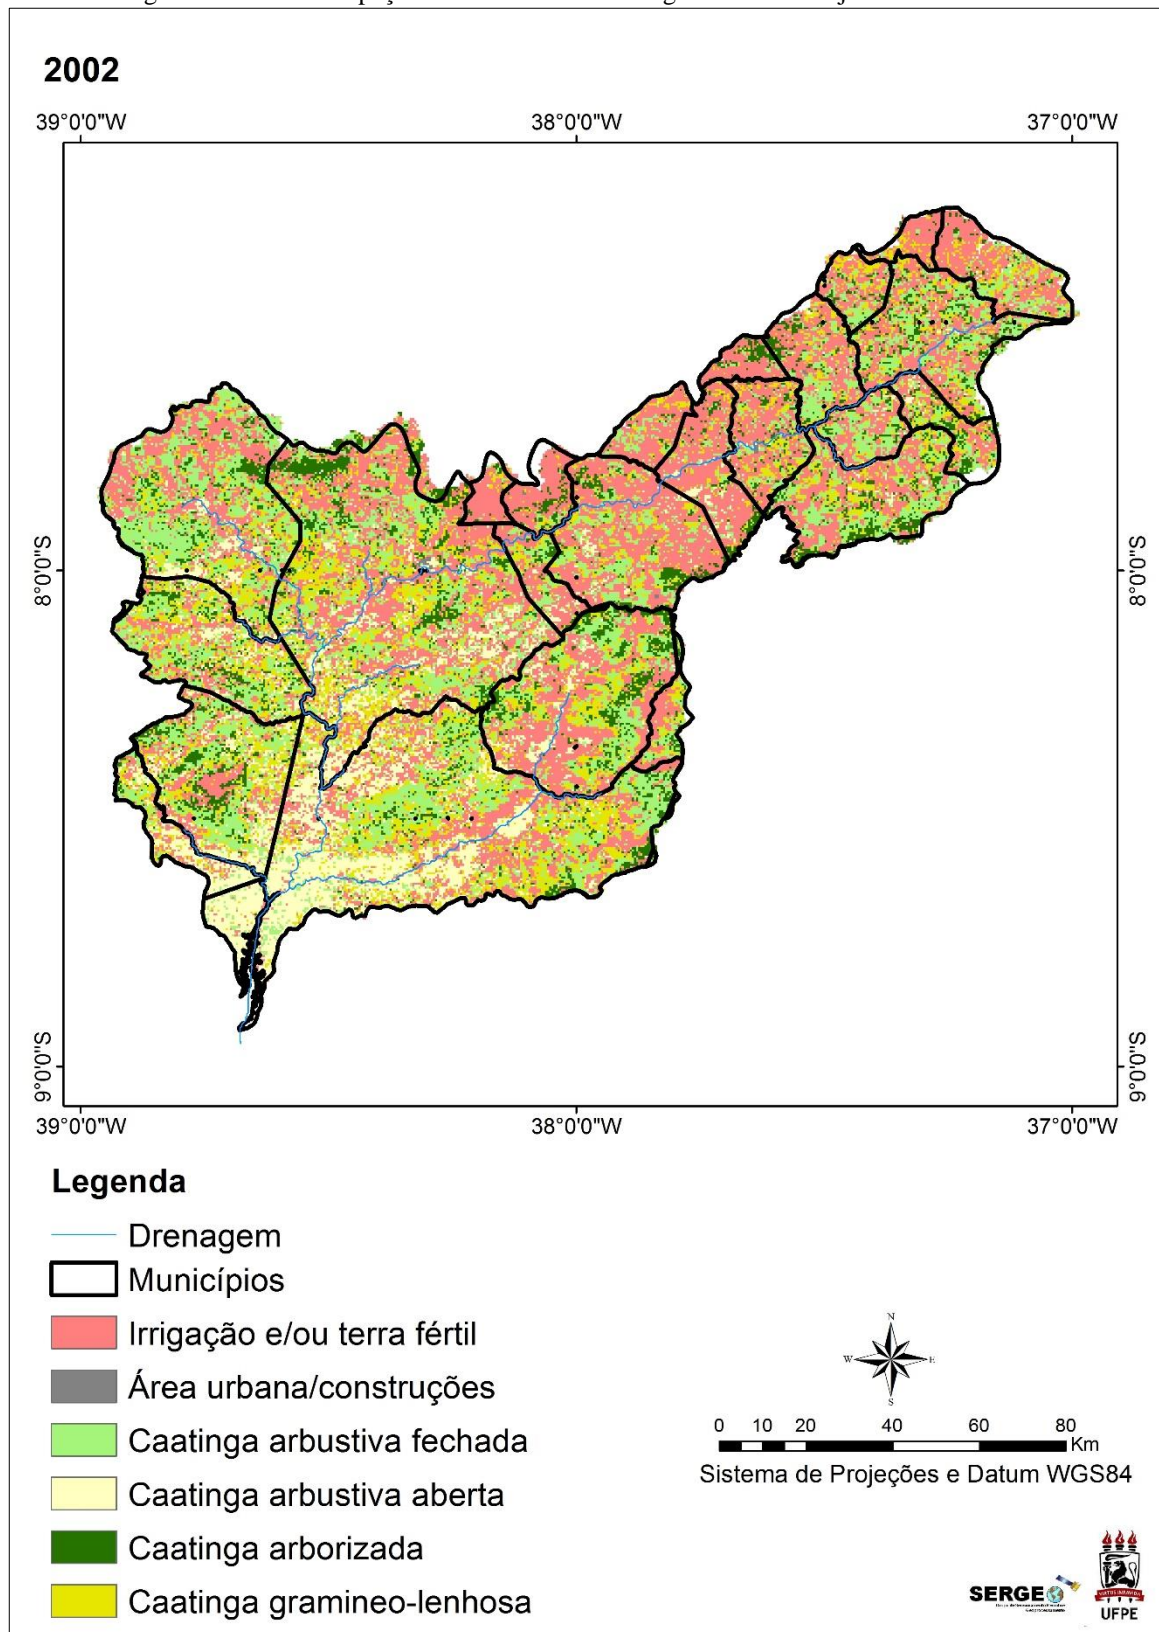 2002
39°0'0"W 38°0'0"W 37°0'0"W
8°0'0"S 8°0'0"S
9°0'0"S 9°0'0"S
39°0'0"W 38°0'0"W 37°0'0"W
Legenda
Drenagem
Municípios
Irrigação e/ou terra fértil
Área urbana/construções
Caatinga arbustiva fechada
Caatinga arbustiva aberta
Caatinga arborizada
Caatinga gramineo-lenhosa
N
W E
S
0 10 20 40 60 80
Km
Sistema de Projeções e Datum WGS84
SERGEO
UFPE